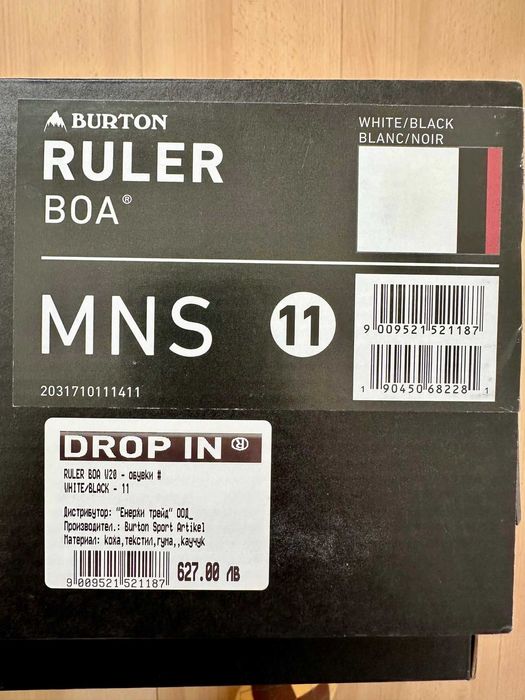 BURTON
RULER
BOA®
WHITE/BLACK
BLANC/NOIR
MNS
11
9 009521 521187
1 90450 68228 1
2031710111411
DROP IN ®
RULER BOA W20 - обувки #
WHITE/BLACK - 11
Дистрибутор: "Енерхи трейд" ООД_
Производител.: Burton Sport Artikel
Материал: кожа,текстил,гума,,каучук
9 009521 521187
627.00 ЛВ